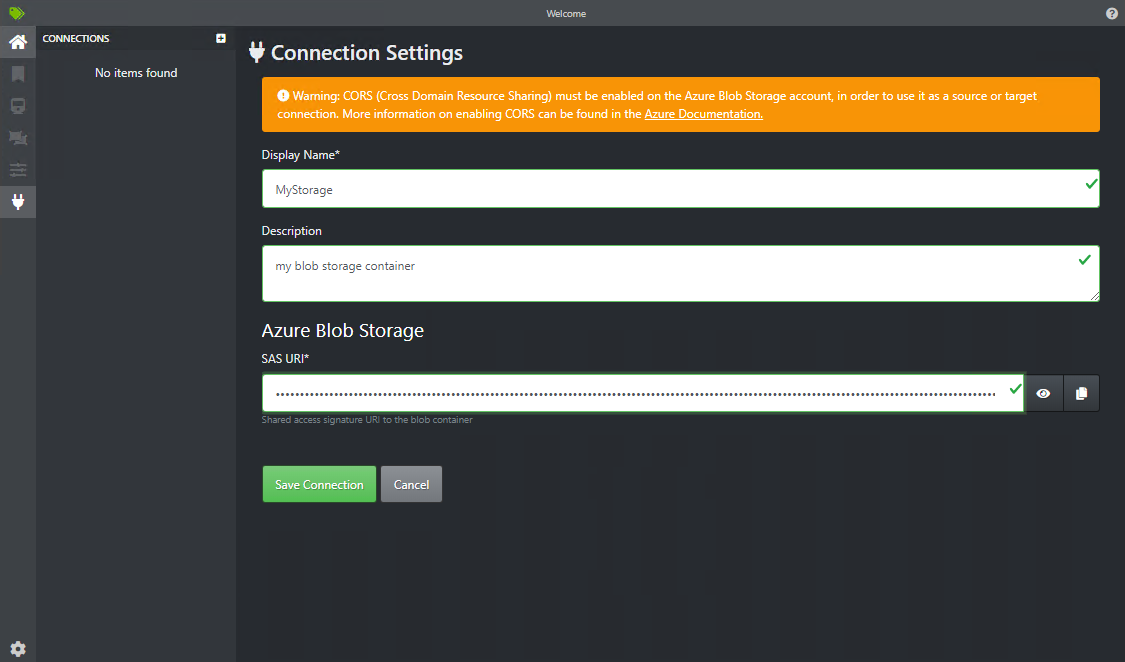 Welcome
CONNECTIONS
No items found
Connection Settings
Warning: CORS (Cross Domain Resource Sharing) must be enabled on the Azure Blob Storage account, in order to use it as a source or target
connection. More information on enabling CORS can be found in the Azure Documentation.
Display Name*
MyStorage
Description
my blob storage container
Azure Blob Storage
SAS URI*
Shared access signature URI to the blob container
Save Connection
Cancel